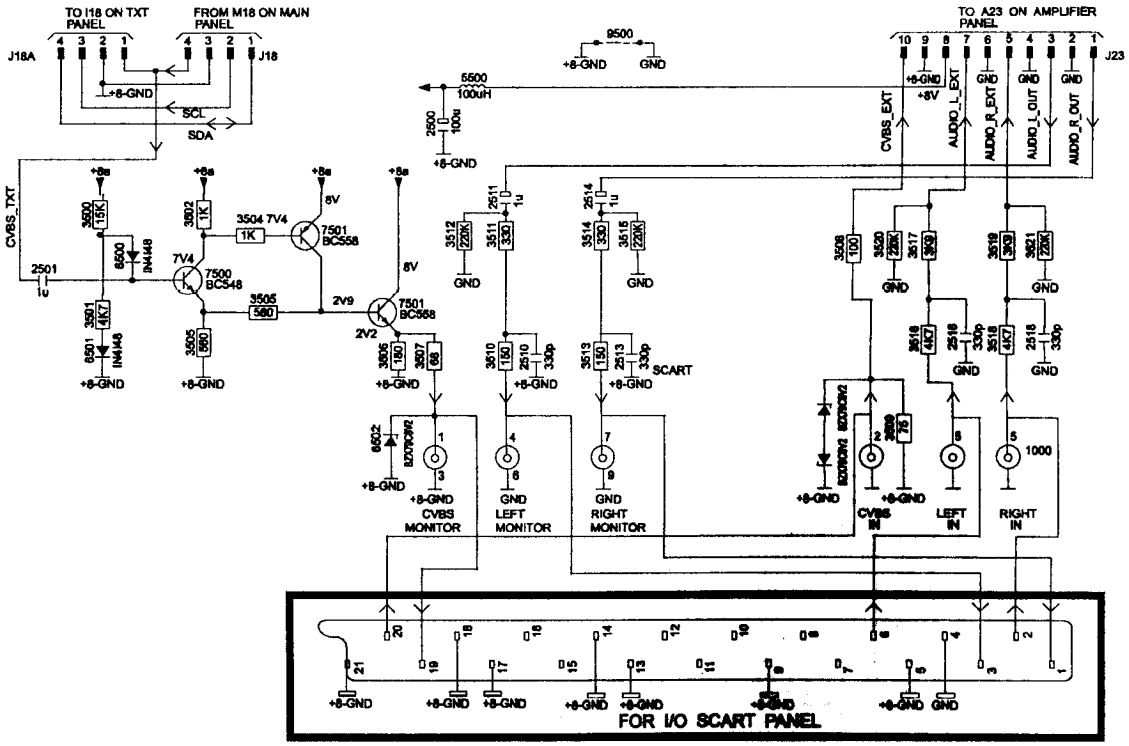 TO I18 ON TXT PANEL
FROM M18 ON MAIN PANEL
TO A23 ON AMPLIFIER PANEL
J18A
4 3 2 1
4 3 2 1
J18
9500
+8-GND
GND
10 9 8 7 6 5 4 3 2 1
J23
+8-GND
SCL
SDA
5500
100uH
2500
100u
+8-GND
CVBS_EXT
+8-GND
+8V
AUDIO_L_EXT
GND
AUDIO_R_EXT
GND
AUDIO_L_OUT
GND
AUDIO_R_OUT
CVBS_TXT
+8a
+8a
+8a
+8a
3500
15K
3502
1K
3504 7V4
1K
8V
7501
BC558
6500
IN4148
2501
1u
7V4
7500
BC548
3501
4K7
6501
IN4148
+8-GND
3505
560
3505
560
+8-GND
2V9
8V
7501
BC558
2V2
3506
150
3507
68
+8-GND
2511
1u
3512
220K
3511
330
GND
3510
150
2510
330p
+8-GND
2514
1u
3514
330
3515
220K
GND
3513
150
2513
330p
SCART
+8-GND
3508
100
3520
220K
3517
3K9
GND
3519
3K9
3521
220K
GND
3516
4K7
2516
330p
GND
3518
4K7
2518
330p
GND
6502
BZX79C8V2
+8-GND
1
3
+8-GND
CVBS MONITOR
4
6
GND
LEFT MONITOR
7
9
GND
RIGHT MONITOR
BZX79C8V2
BZX79C8V2
+8-GND
2
3509
75
+8-GND
CVBS IN
LEFT IN
5
1000
RIGHT IN
20 18 16 14 12 10 8 6 4 2
21 19 17 15 13 11 9 7 5 3 1
+8-GND
+8-GND
+8-GND
+8-GND
+8-GND
+8-GND
+8-GND
GND
FOR I/O SCART PANEL